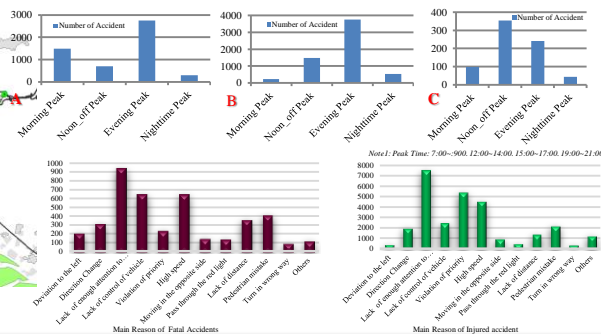 3000
2000
1000
0
Number of Accident
Morning Peak
Noon_off Peak
Evening Peak
Nighttime Peak
A
4000
3000
2000
1000
0
Number of Accident
Morning Peak
Noon_off Peak
Evening Peak
Nighttime Peak
B
400
300
200
100
0
Number of Accident
Morning Peak
Noon_off Peak
Evening Peak
Nighttime Peak
C
Note1: Peak Time: 7:00~:900. 12:00~14:00. 15:00~17:00. 19:00~21:00
1000
900
800
700
600
500
400
300
200
100
0
Deviation to the left
Direction Change
Lack of enough attention to...
Lack of control of vehicle
Violation of priority
High speed
Moving in the opposite side
Pass through the red light
Lack of distance
Pedestrian mistake
Turn in wrong way
Others
Main Reason of Fatal Accidents
8000
7000
6000
5000
4000
3000
2000
1000
0
Deviation to the left
Direction Change
Lack of enough attention to...
Lack of control of vehicle
Violation of priority
High speed
Moving in the opposite side
Pass through the red light
Lack of distance
Pedestrian mistake
Turn in wrong way
Others
Main Reason of Injured accident